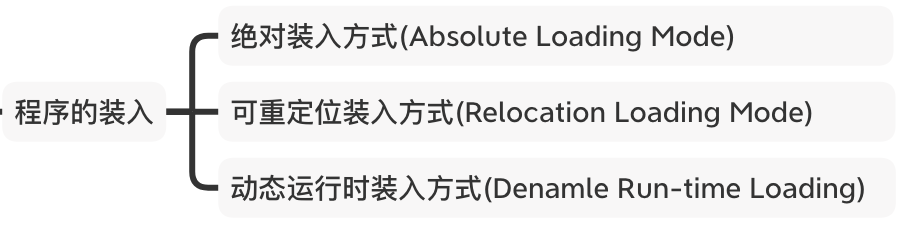 绝对装入方式(Absolute Loading Mode)
程序的装入
可重定位装入方式(Relocation Loading Mode)
动态运行时装入方式(Denamle Run-time Loading)